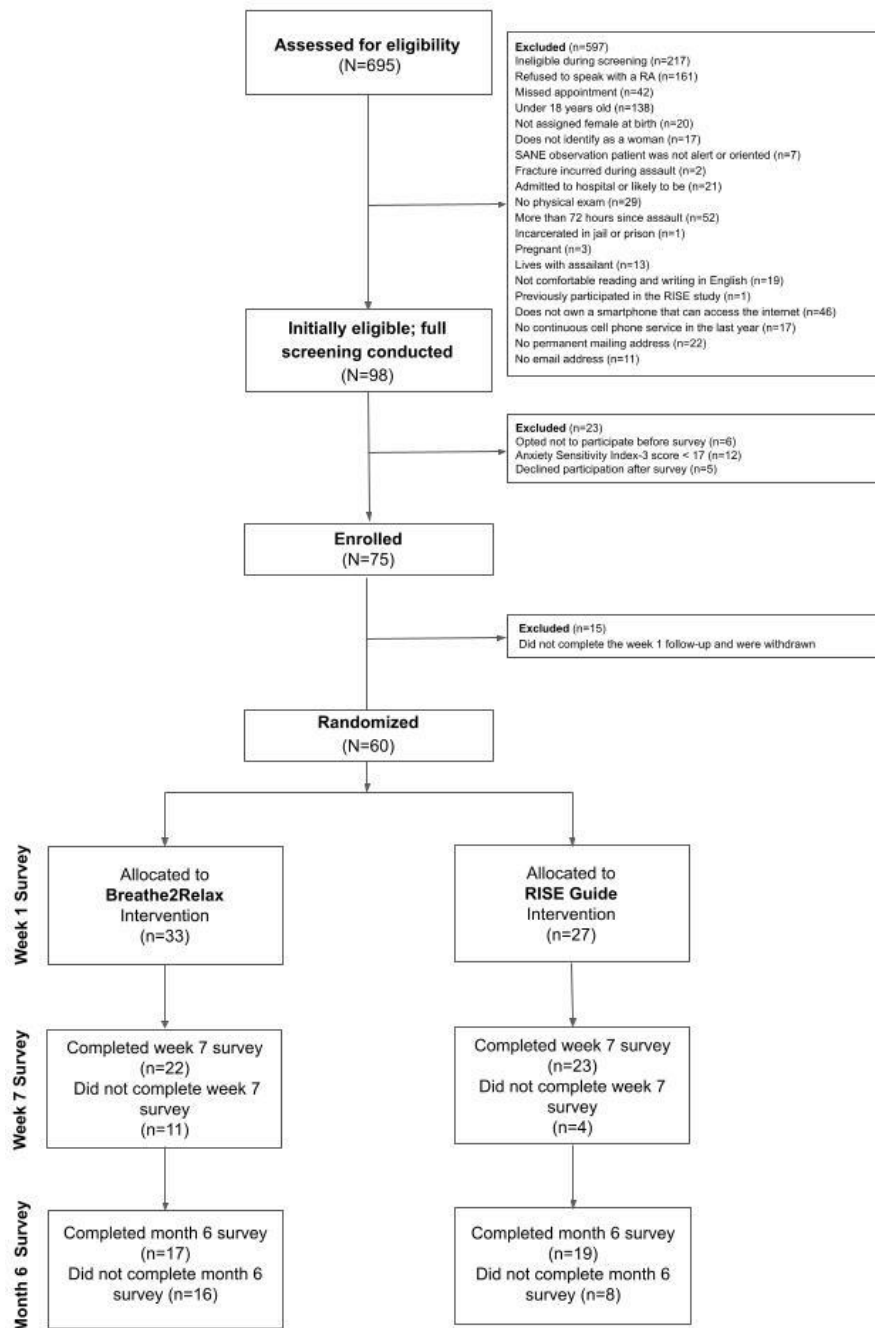 Assessed for eligibility
(N=695)
Excluded (n=597)
Ineligible during screening (n=217)
Refused to speak with a RA (n=161)
Missed appointment (n=42)
Under 18 years old (n=138)
Not assigned female at birth (n=20)
Does not identify as a woman (n=17)
SANE observation patient was not alert or oriented (n=7)
Fracture incurred during assault (n=2)
Admitted to hospital or likely to be (n=21)
No physical exam (n=29)
More than 72 hours since assault (n=52)
Incarcerated in jail or prison (n=1)
Pregnant (n=3)
Lives with assailant (n=13)
Not comfortable reading and writing in English (n=19)
Previously participated in the RISE study (n=1)
Does not own a smartphone that can access the internet (n=46)
No continuous cell phone service in the last year (n=17)
No permanent mailing address (n=22)
No email address (n=11)
Initially eligible; full
screening conducted
(N=98)
Excluded (n=23)
Opted not to participate before survey (n=6)
Anxiety Sensitivity Index-3 score < 17 (n=12)
Declined participation after survey (n=5)
Enrolled
(N=75)
Excluded (n=15)
Did not complete the week 1 follow-up and were withdrawn
Randomized
(N=60)
Week 1 Survey
Allocated to
Breathe2Relax
Intervention
(n=33)
Allocated to
RISE Guide
Intervention
(n=27)
Week 7 Survey
Completed week 7 survey
(n=22)
Did not complete week 7
survey
(n=11)
Completed week 7 survey
(n=23)
Did not complete week 7
survey
(n=4)
Month 6 Survey
Completed month 6 survey
(n=17)
Did not complete month 6
survey (n=16)
Completed month 6 survey
(n=19)
Did not complete month 6
survey (n=8)